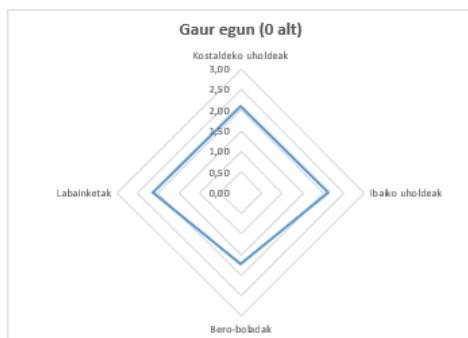 Gaur egun (0 alt)
Kostaldeko uholdeak
3,00
2,50
2,00
1,50
1,00
0,50
0,00
Labainketak
Ibaiko uholdeak
Bero-boladak